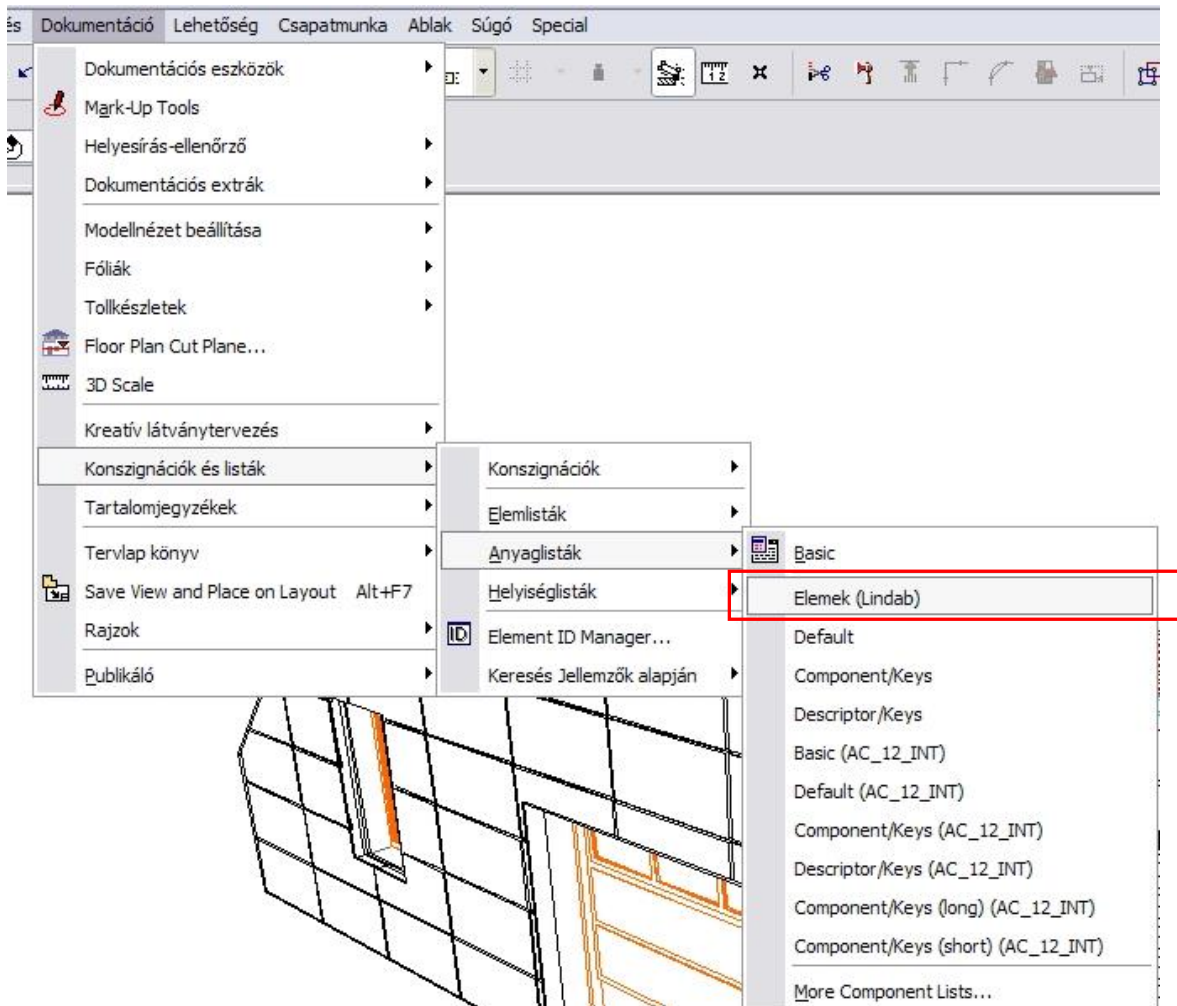 és Dokumentáció Lehetőség Csapatmunka Ablak Súgó Special
Dokumentációs eszközök
Mark-Up Tools
Helyesírás-ellenőrző
Dokumentációs extrák
Modellnézet beállítása
Fóliák
Tollkészletek
Floor Plan Cut Plane...
3D Scale
Kreatív látványtervezés
Konszignációk és listák
Tartalomjegyzékek
Tervlap könyv
Save View and Place on Layout Alt+F7
Rajzok
Publikáló
Konszignációk
Elemlisták
Anyaglisták
Helyiséglisták
ID Element ID Manager...
Keresés Jellemzők alapján
Basic
Elemek (Lindab)
Default
Component/Keys
Descriptor/Keys
Basic (AC_12_INT)
Default (AC_12_INT)
Component/Keys (AC_12_INT)
Descriptor/Keys (AC_12_INT)
Component/Keys (long) (AC_12_INT)
Component/Keys (short) (AC_12_INT)
More Component Lists...